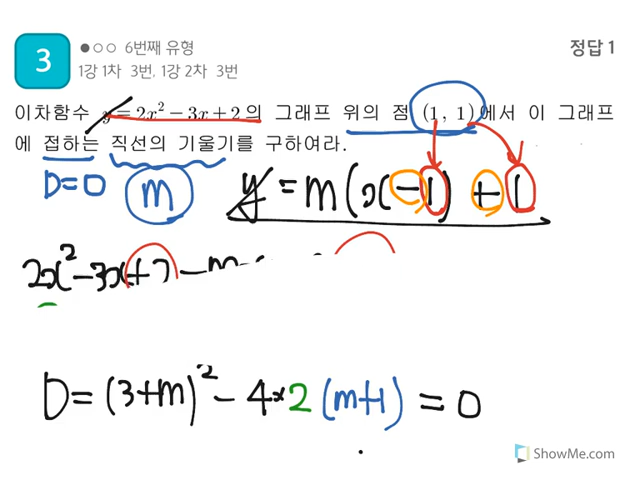 3
●○○ 6번째 유형
정답 1
1강 1차 3번, 1강 2차 3번
이차함수 y=2x²-3x+2의 그래프 위의 점 (1, 1)에서 이 그래프
에 접하는 직선의 기울기를 구하여라.
D=0 m y=m(x-1)+1
2x²-3x+2-m
D=(3+m)²-4×2(m+1)=0
ShowMe.com